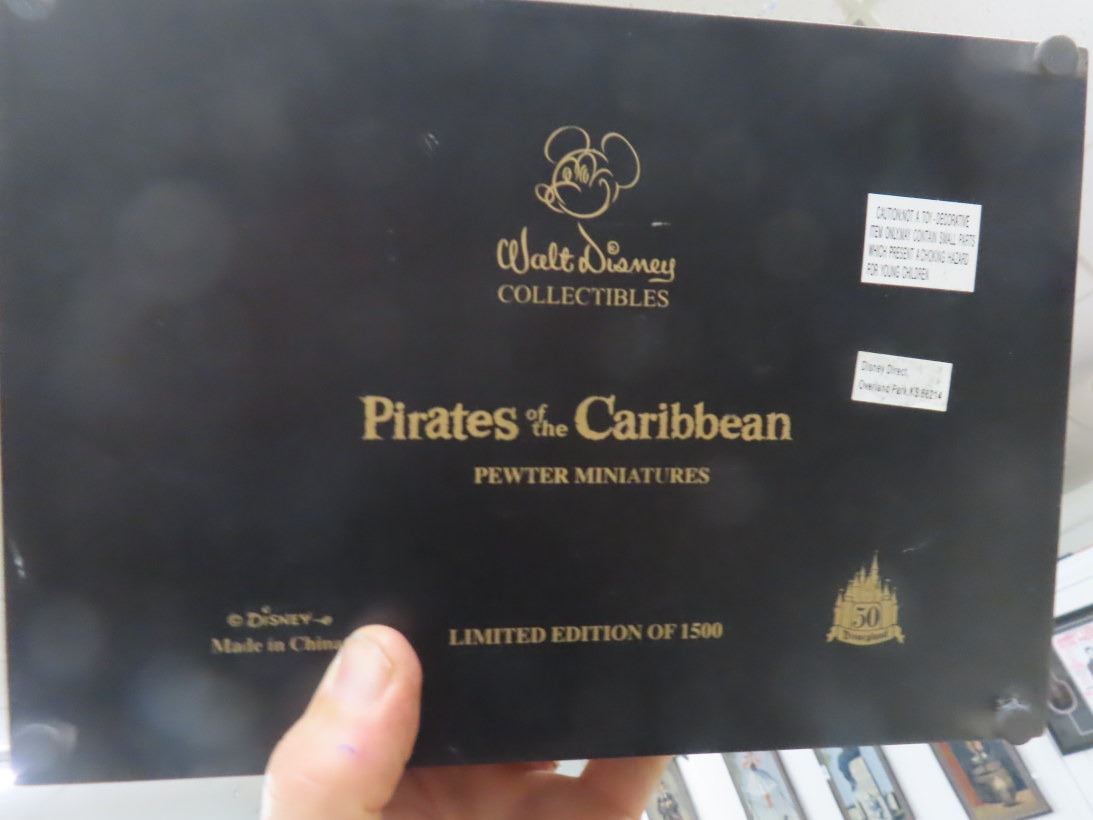 Walt Disney
COLLECTIBLES
CAUTION:NOT A TOY-DECORATIVE
ITEM ONLY.MAY CONTAIN SMALL PARTS
WHICH PRESENT A CHOKING HAZARD
FOR YOUNG CHILDREN
Disney Direct,
Overland Park,KS 66214
Pirates of the Caribbean
PEWTER MINIATURES
© DISNEY
Made in China
LIMITED EDITION OF 1500
50
Disneyland